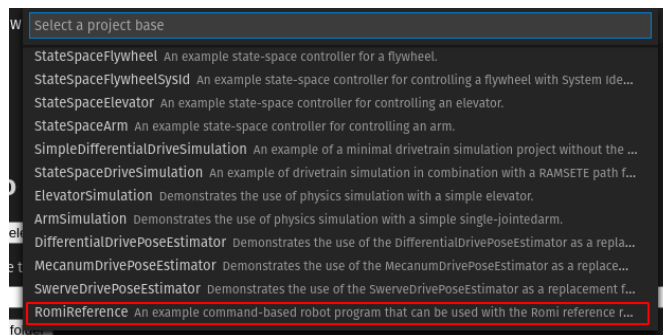 W
Select a project base
StateSpaceFlywheel An example state-space controller for a flywheel.
StateSpaceFlywheelSysId An example state-space controller for controlling a flywheel with System Ide...
StateSpaceElevator An example state-space controller for controlling an elevator.
StateSpaceArm An example state-space controller for controlling an arm.
SimpleDifferentialDriveSimulation An example of a minimal drivetrain simulation project without the ...
StateSpaceDriveSimulation An example of drivetrain simulation in combination with a RAMSETE path f...
ElevatorSimulation Demonstrates the use of physics simulation with a simple elevator.
ArmSimulation Demonstrates the use of physics simulation with a simple single-jointedarm.
DifferentialDrivePoseEstimator Demonstrates the use of the DifferentialDrivePoseEstimator as a repla...
MecanumDrivePoseEstimator Demonstrates the use of the MecanumDrivePoseEstimator as a replace...
SwerveDrivePoseEstimator Demonstrates the use of the SwerveDrivePoseEstimator as a replacement f...
RomiReference An example command-based robot program that can be used with the Romi reference r...